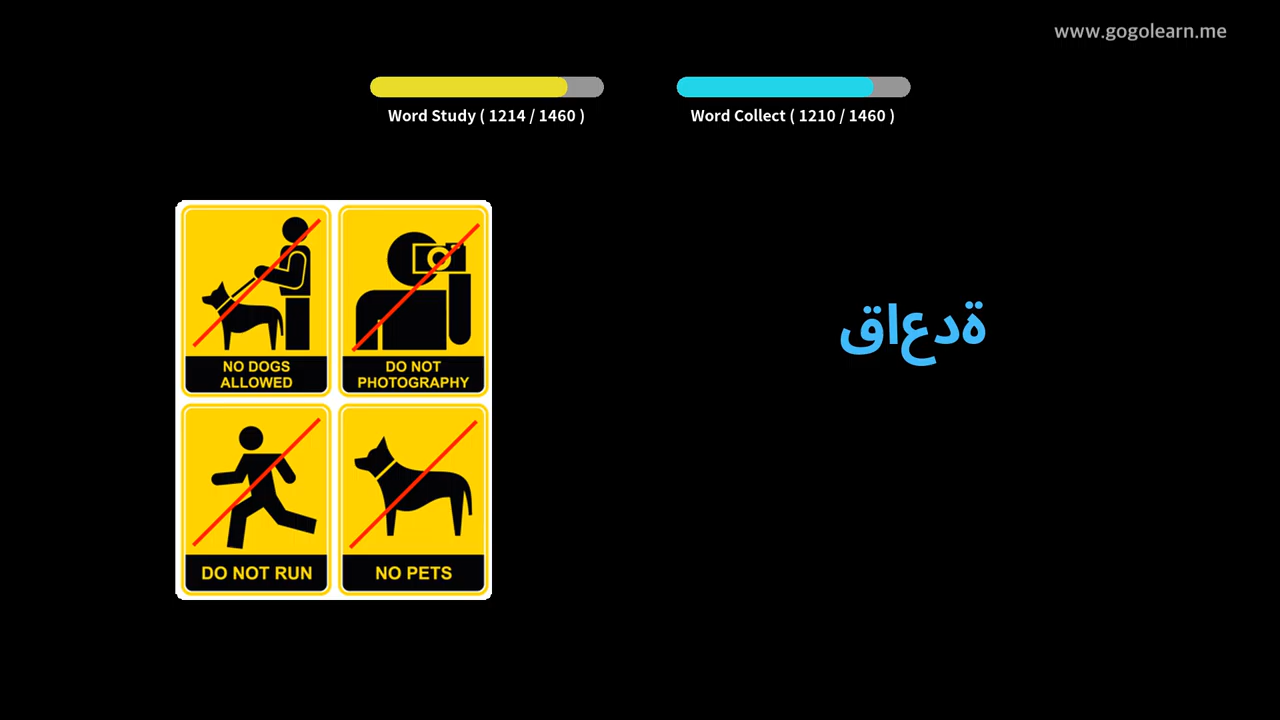 www.gogolearn.me
Word Study ( 1214 / 1460 )
Word Collect ( 1210 / 1460 )
NO DOGS
ALLOWED
DO NOT
PHOTOGRAPHY
DO NOT RUN
NO PETS
ةدعاق